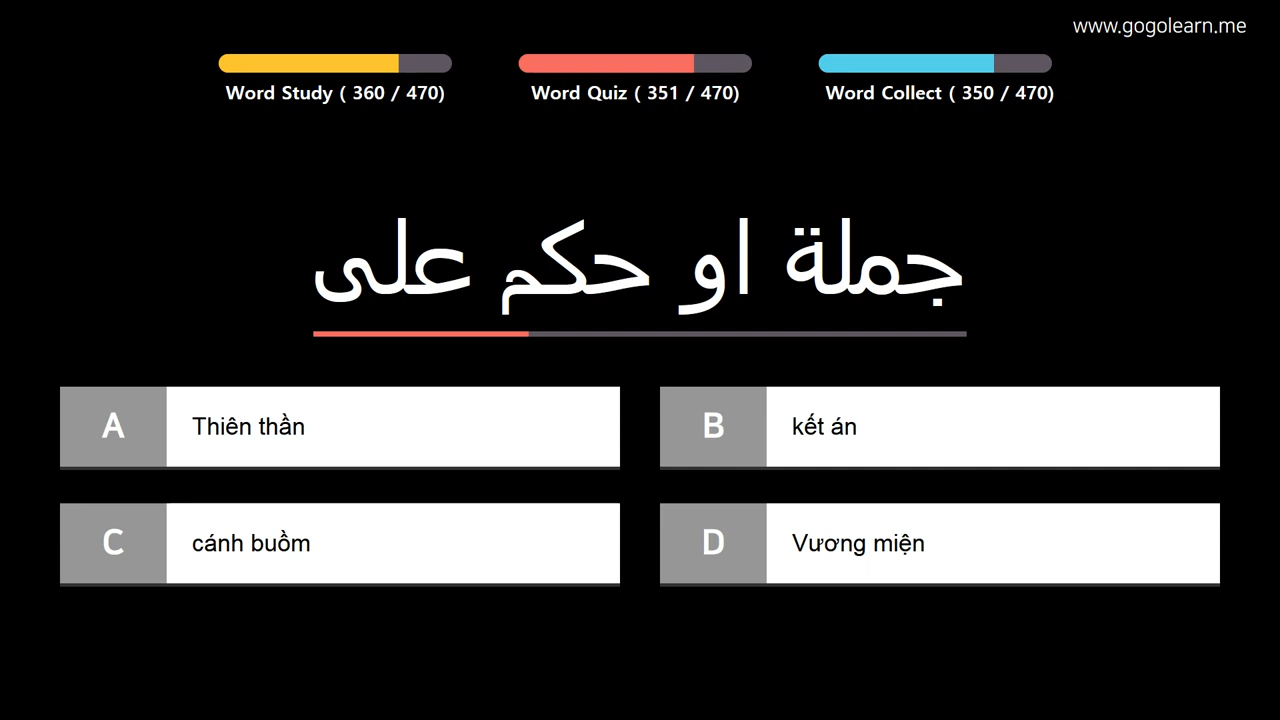 www.gogolearn.me
Word Study ( 360 / 470)
Word Quiz ( 351 / 470)
Word Collect ( 350 / 470)
جملة او حكم على
A Thiên thần
B kết án
C cánh buồm
D Vương miện